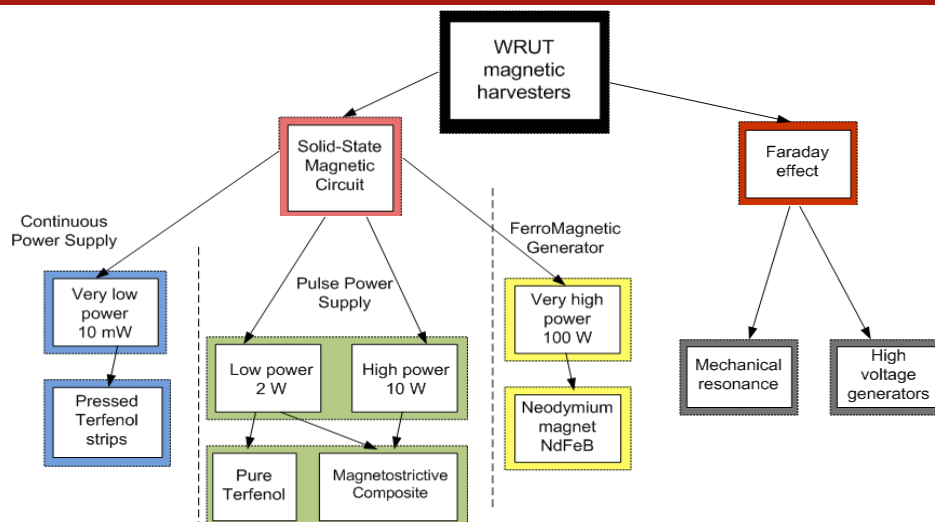 WRUT
magnetic
harvesters
Solid-State
Magnetic
Circuit
Faraday
effect
Continuous
Power Supply
FerroMagnetic
Generator
Pulse Power
Supply
Very low
power
10 mW
Very high
power
100 W
Low power
2 W
High power
10 W
Mechanical
resonance
High
voltage
generators
Pressed
Terfenol
strips
Neodymium
magnet
NdFeB
Pure
Terfenol
Magnetostrictive
Composite